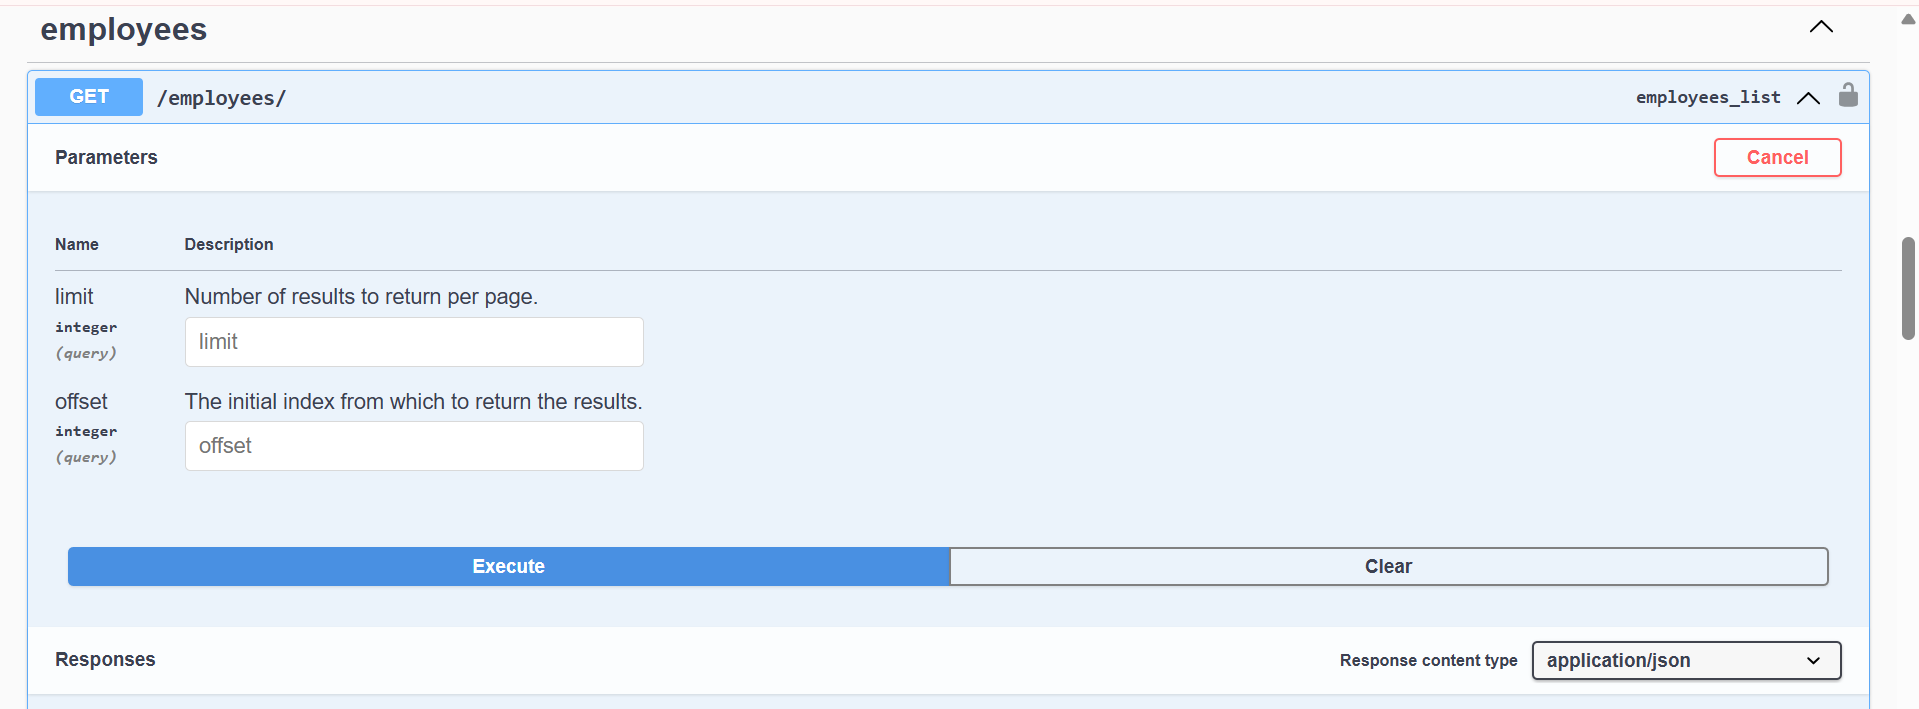 employees
GET /employees/ employees_list
Parameters Cancel
Name Description
limit Number of results to return per page.
integer
(query)
limit
offset The initial index from which to return the results.
integer
(query)
offset
Execute Clear
Responses Response content type application/json